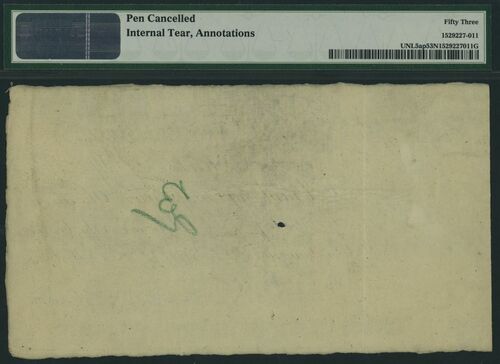 Pen Cancelled
Internal Tear, Annotations
Fifty Three
1529227-011
UNL5ap53N1529227011G